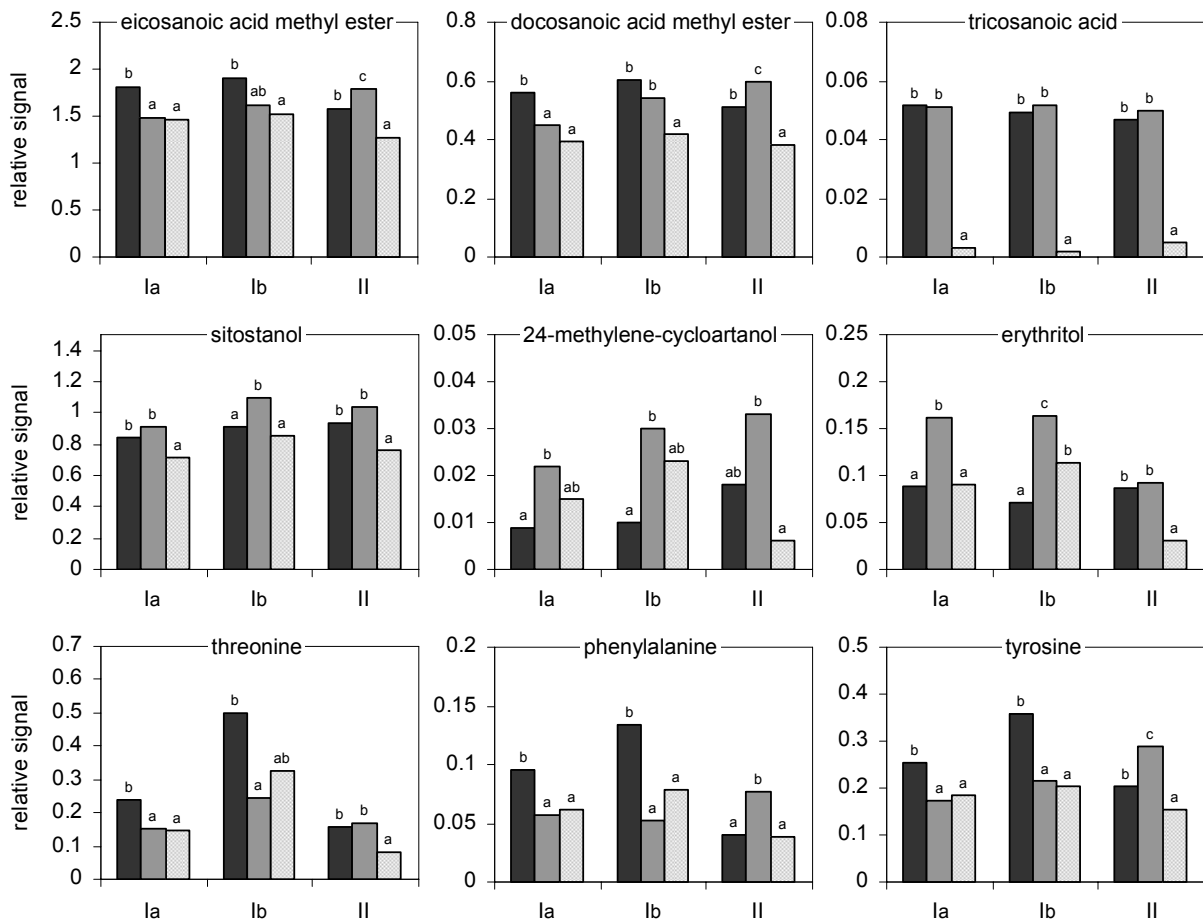 eicosanoic acid methyl ester
relative signal
2.5
2
1.5
1
0.5
0
b a a
b ab a
b c a
Ia Ib II
docosanoic acid methyl ester
0.8
0.6
0.4
0.2
0
b a a
b b a
b c a
Ia Ib II
tricosanoic acid
0.08
0.06
0.04
0.02
0
b b a
b b a
b b a
Ia Ib II
sitostanol
relative signal
1.4
1.2
1
0.8
0.6
0.4
0.2
0
b b a
a b a
b b a
Ia Ib II
24-methylene-cycloartanol
0.05
0.04
0.03
0.02
0.01
0
a b ab
a b ab
ab b a
Ia Ib II
erythritol
0.25
0.2
0.15
0.1
0.05
0
a b a
a c b
b b a
Ia Ib II
threonine
relative signal
0.7
0.6
0.5
0.4
0.3
0.2
0.1
0
b a a
b a ab
b b a
Ia Ib II
phenylalanine
0.2
0.15
0.1
0.05
0
b a a
b a a
a b a
Ia Ib II
tyrosine
0.5
0.4
0.3
0.2
0.1
0
b a a
b a a
b c a
Ia Ib II